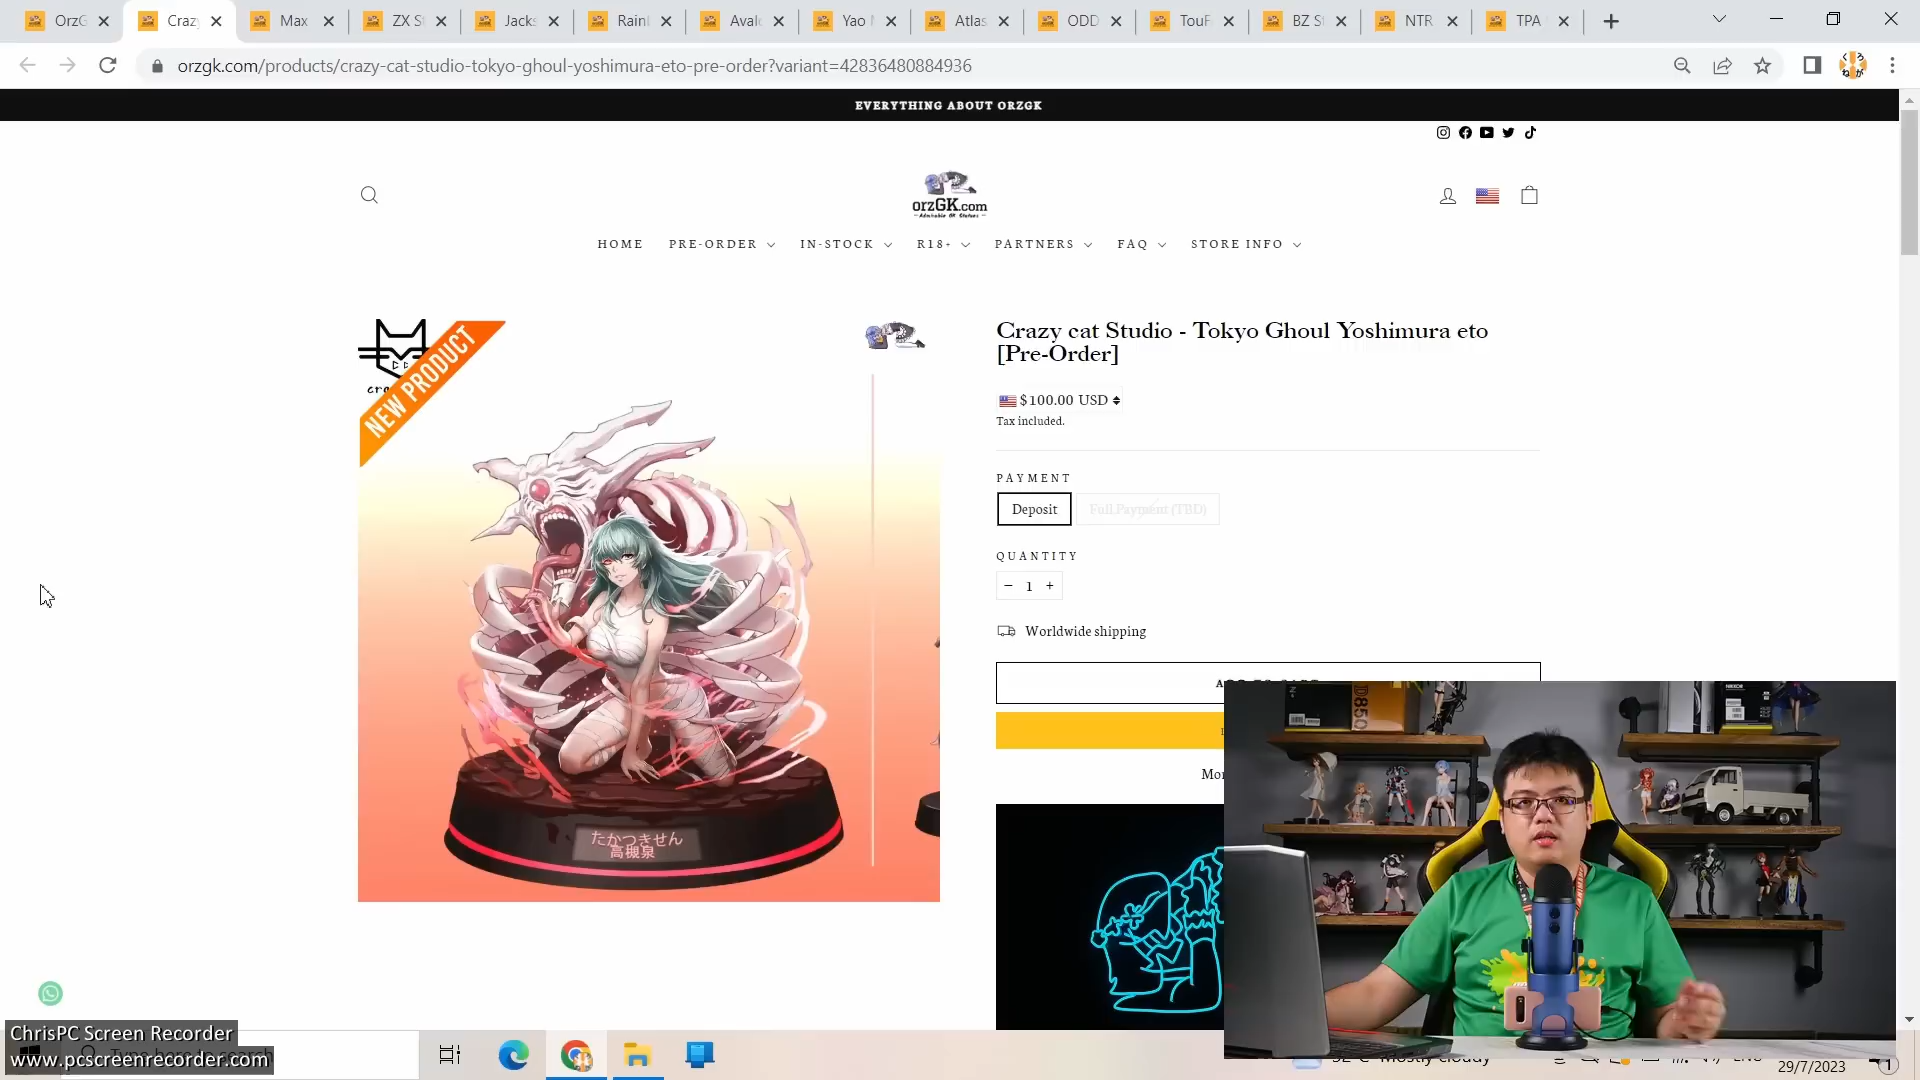 OrzG
Crazy
Max
ZX S
Jacks
Rain
Aval
Yao
Atlas
ODD
TouF
BZ S
NTR
TPA
orzgk.com/products/crazy-cat-studio-tokyo-ghoul-yoshimura-eto-pre-order?variant=42836480884936
EVERYTHING ABOUT ORZGK
orzGK.com
HOME
PRE-ORDER
IN-STOCK
R18+
PARTNERS
FAQ
STORE INFO
NEW PRODUCT
たかつきせん
高槻泉
Crazy cat Studio - Tokyo Ghoul Yoshimura eto
[Pre-Order]
$100.00 USD
Tax included.
PAYMENT
Deposit
Full Payment (TBD)
QUANTITY
− 1 +
Worldwide shipping
D850
ChrisPC Screen Recorder
www.pcscreenrecorder.com
29/7/2023
1